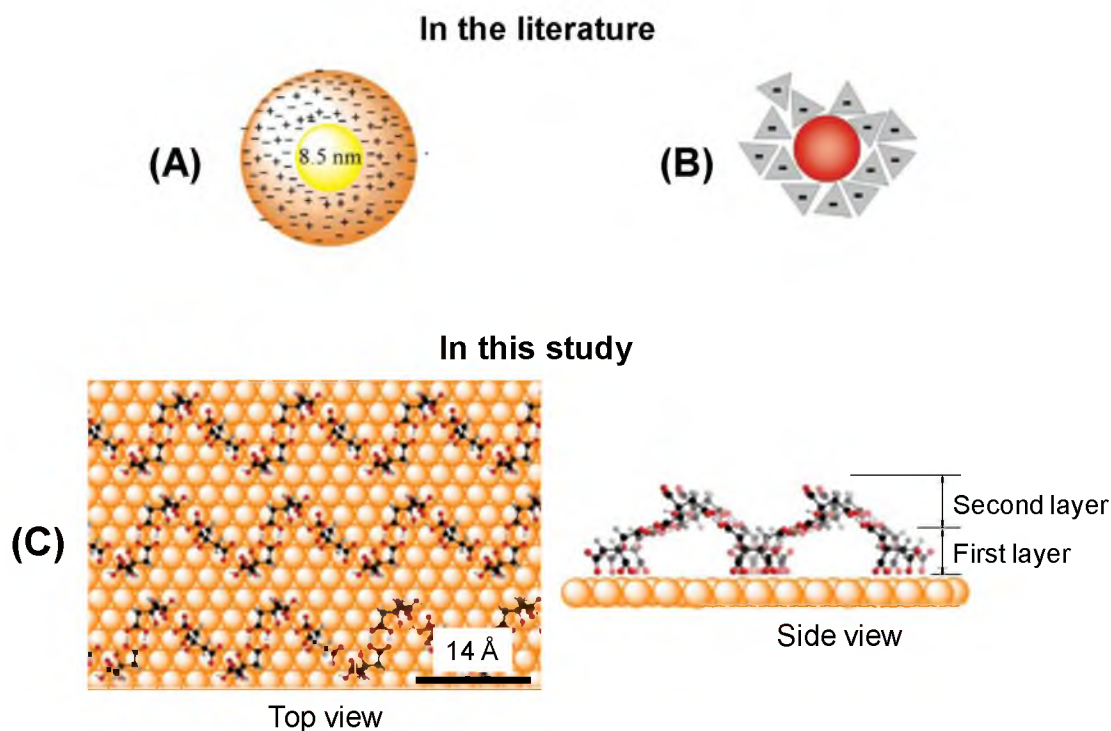 In the literature
(A)
8.5 nm
(B)
In this study
(C)
14 Å
Second layer
First layer
Side view
Top view